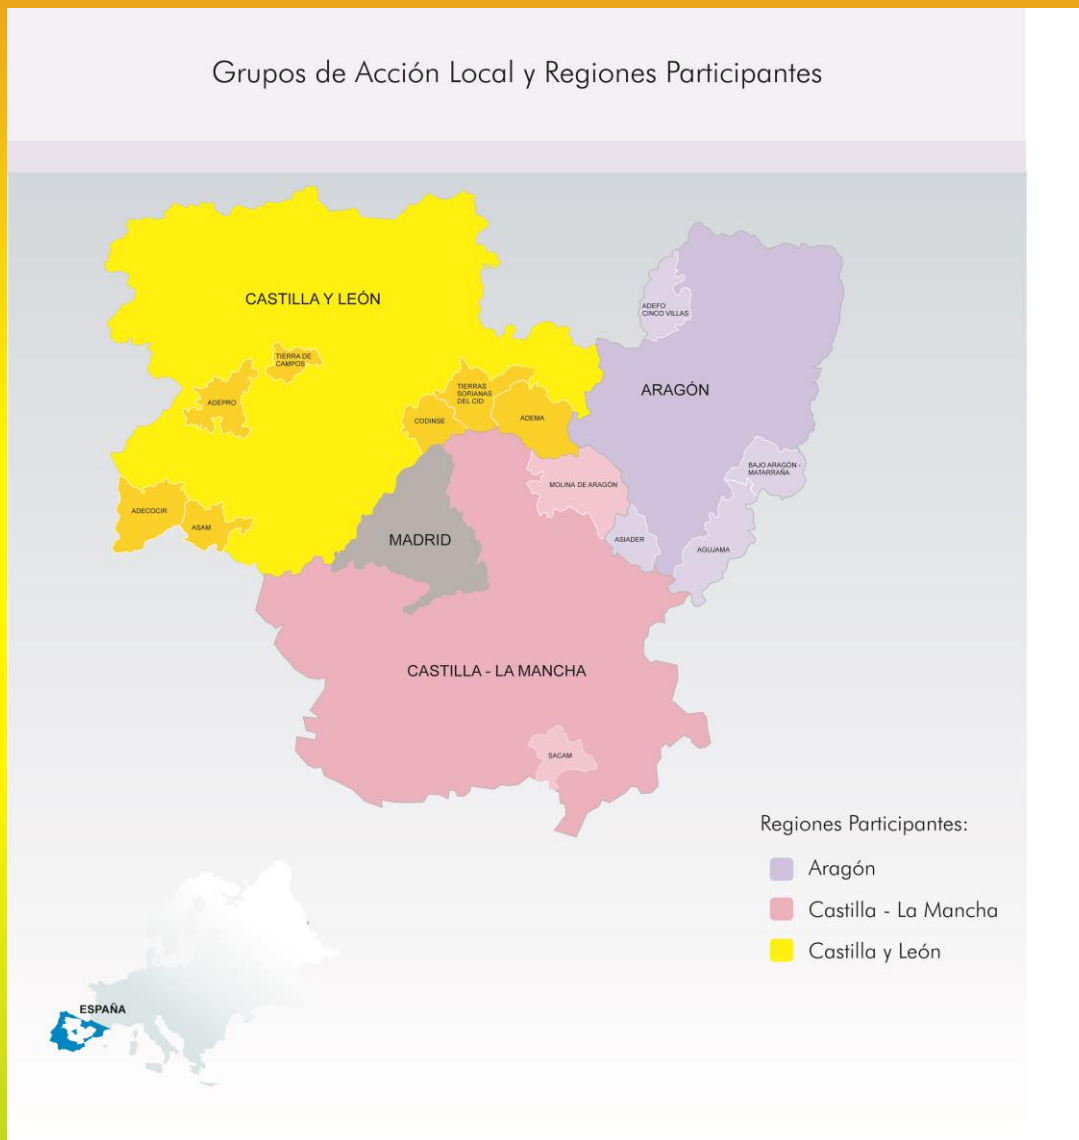 Grupos de Acción Local y Regiones Participantes
CASTILLA Y LEÓN
ADEFO
CINCO VILLAS
TIERRA DE
CAMPOS
ADEPRO
TIERRAS
SORIANAS
DEL CID
CODINSE
ADEMA
ARAGÓN
BAJO ARAGÓN -
MATARRAÑA
MOLINA DE ARAGÓN
ADECOCIR
ASAM
MADRID
ASIADER
AGUJAMA
CASTILLA - LA MANCHA
SACAM
Regiones Participantes:
Aragón
Castilla - La Mancha
Castilla y León
ESPAÑA